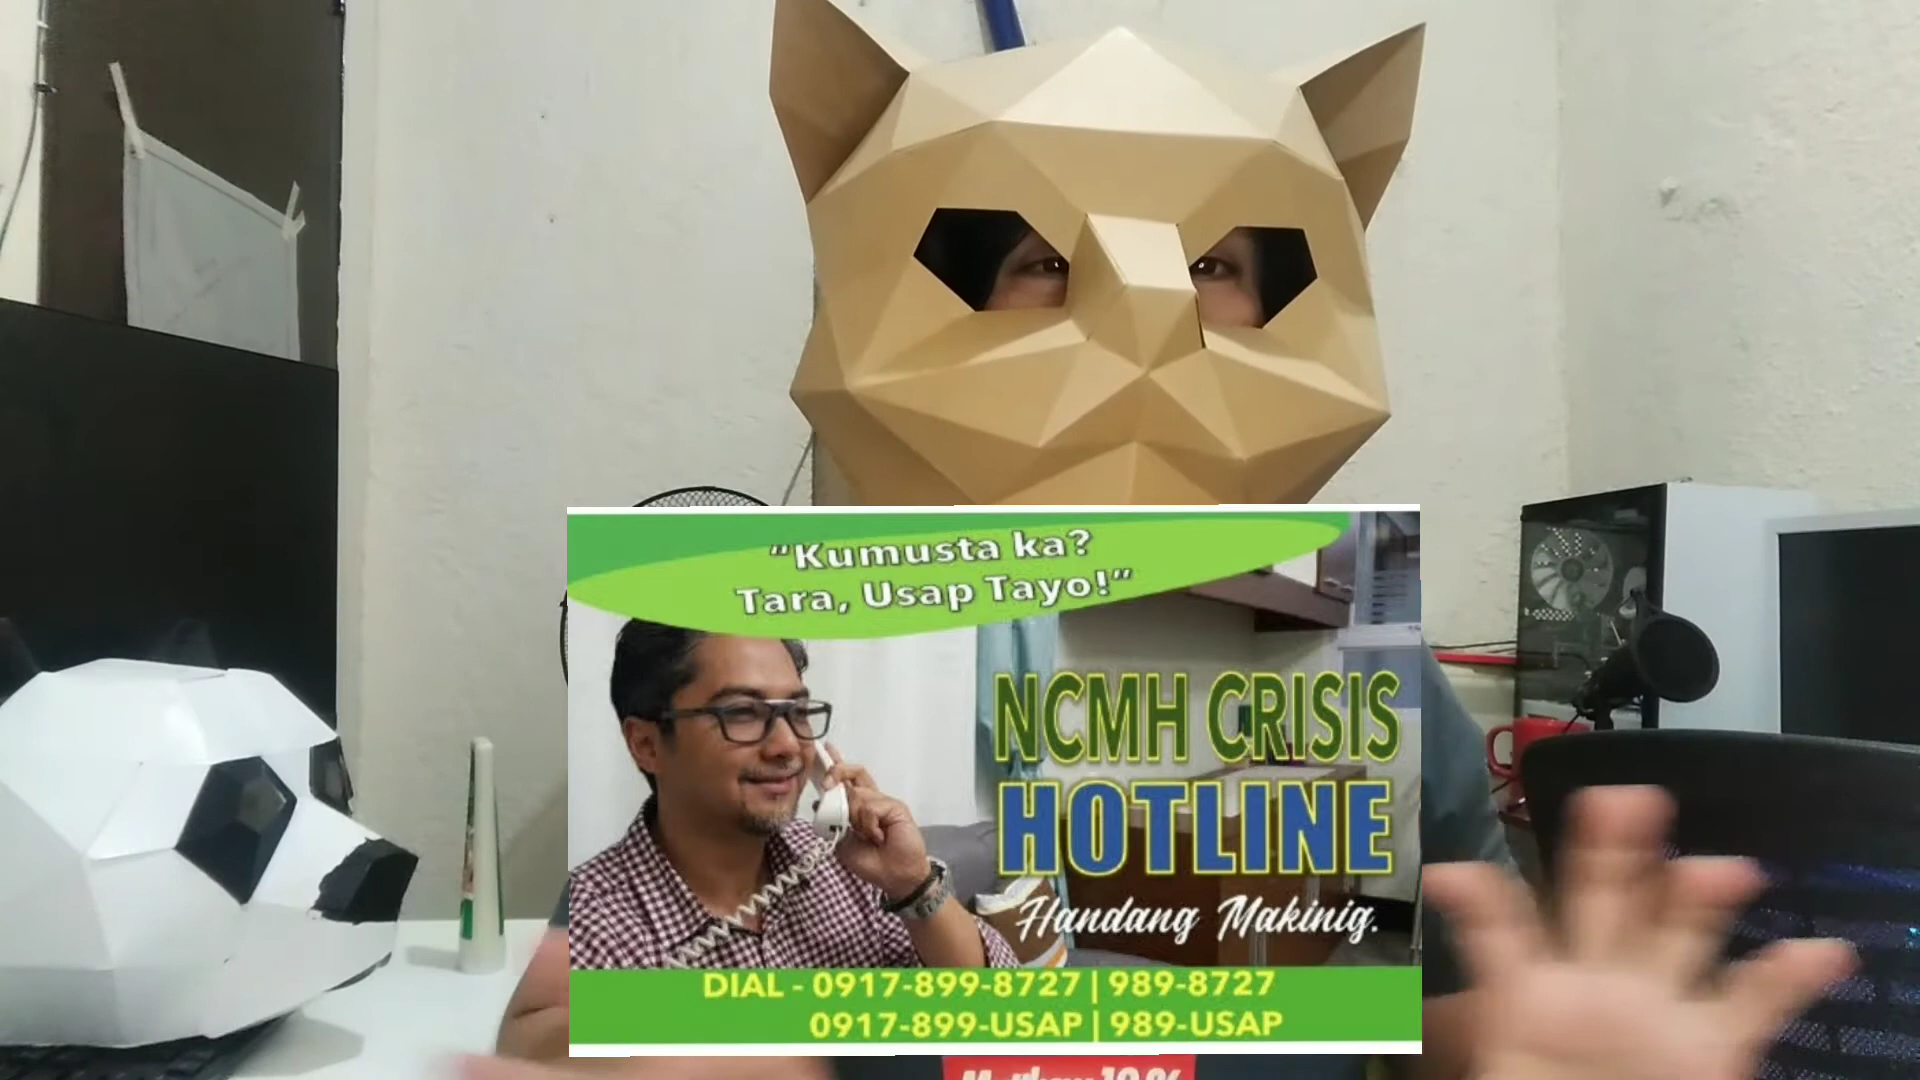 "Kumusta ka?
Tara, Usap Tayo!"
NCMH CRISIS
HOTLINE
Handang Makinig.
DIAL - 0917-899-8727 | 989-8727
0917-899-USAP | 989-USAP